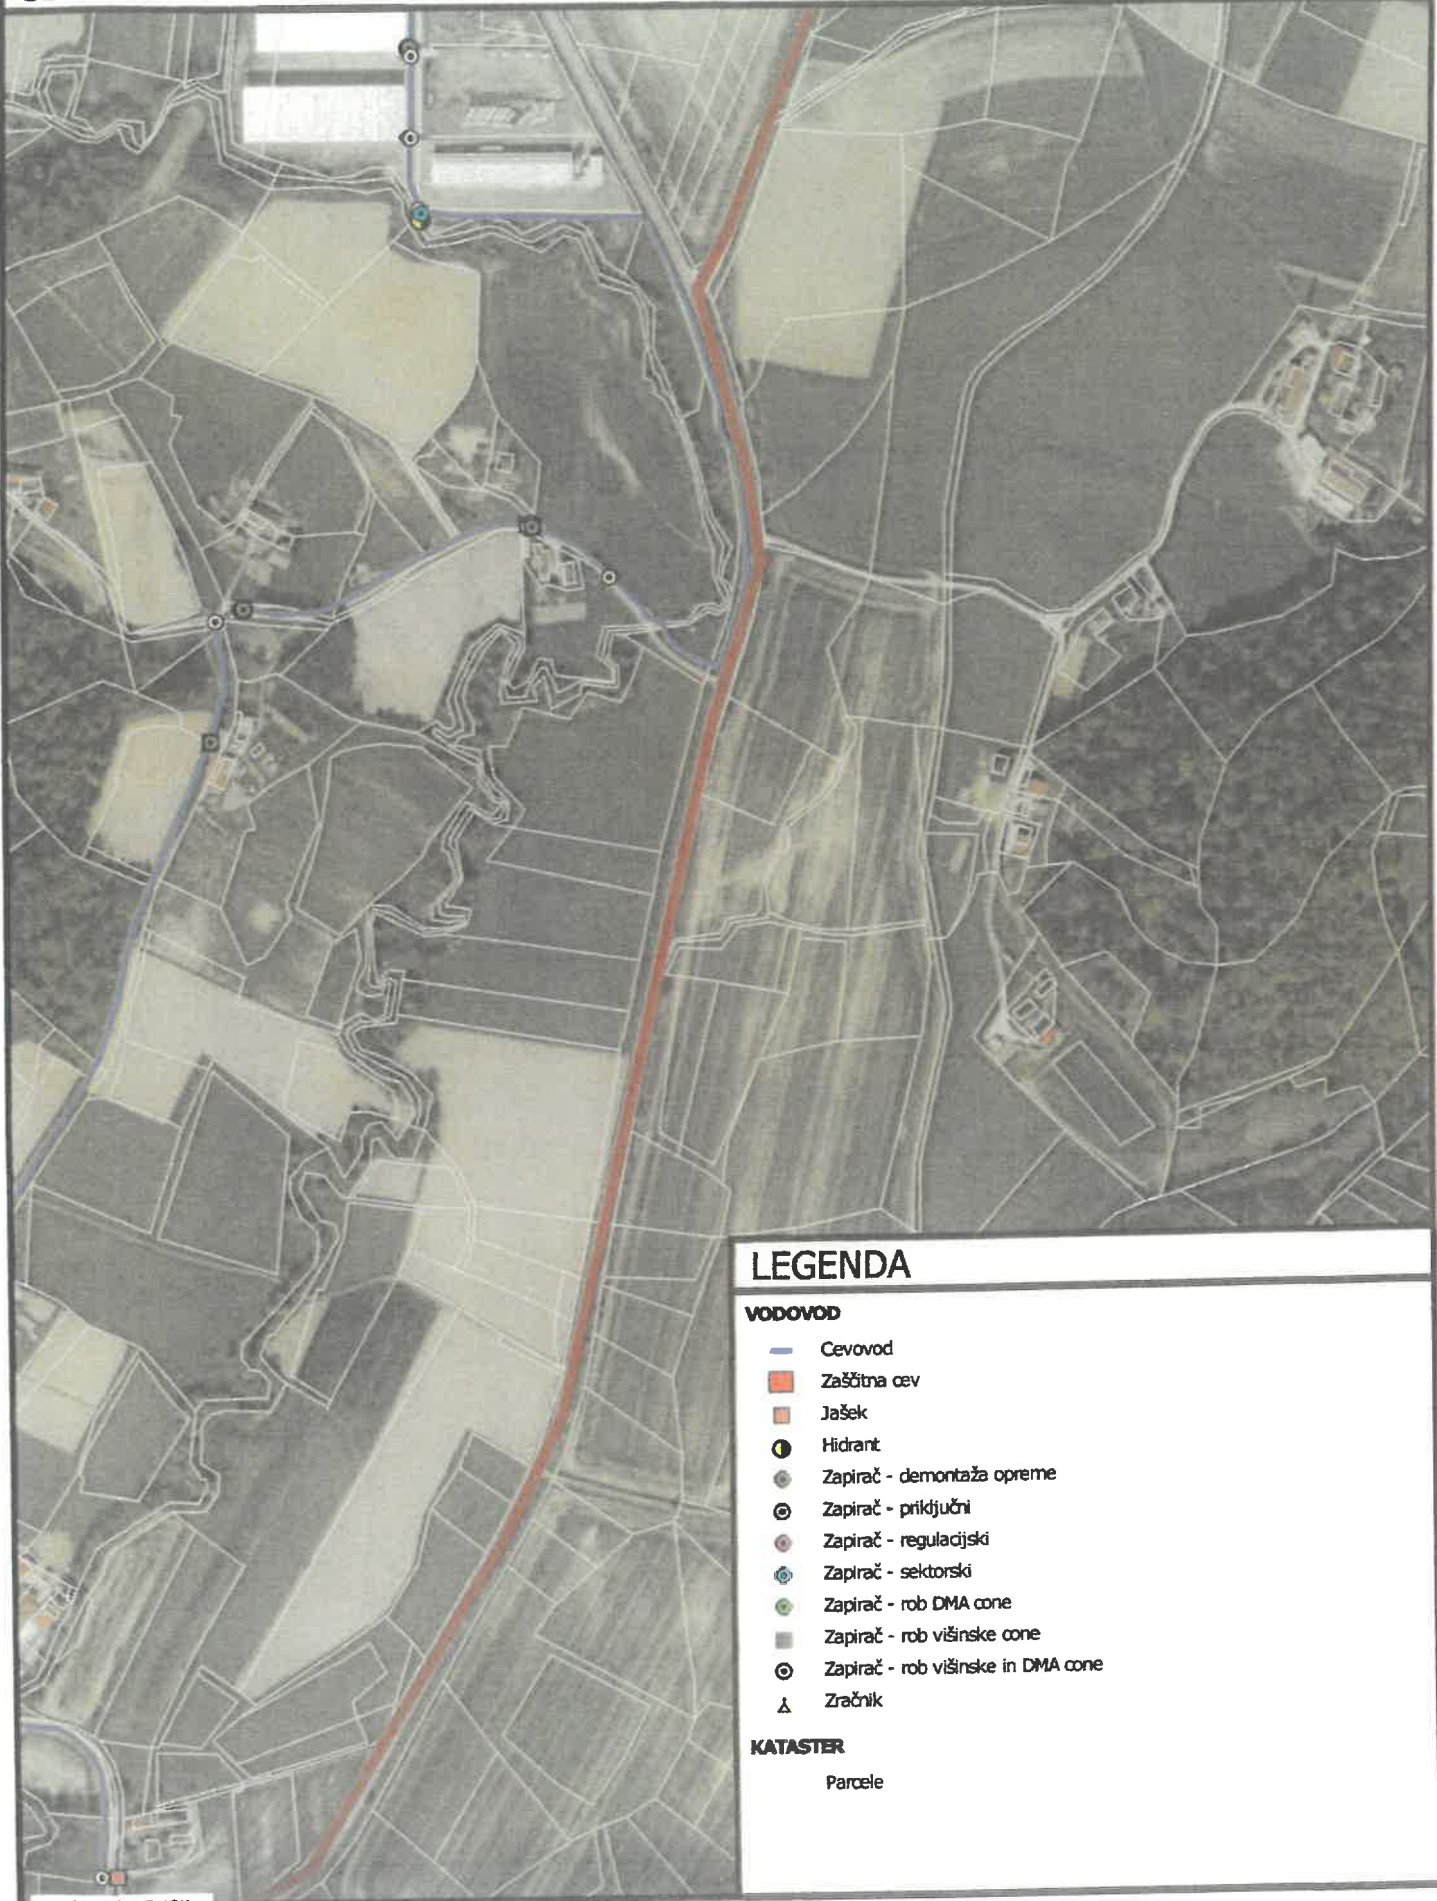 LEGENDA
VODOVOD
Cevovod
Zaščitna cev
Jašek
Hidrant
Zapirač - demontaža opreme
Zapirač - priključni
Zapirač - regulacijski
Zapirač - sektorski
Zapirač - rob DMA cone
Zapirač - rob višinske cone
Zapirač - rob višinske in DMA cone
Zračnik
KATASTER
Parcele